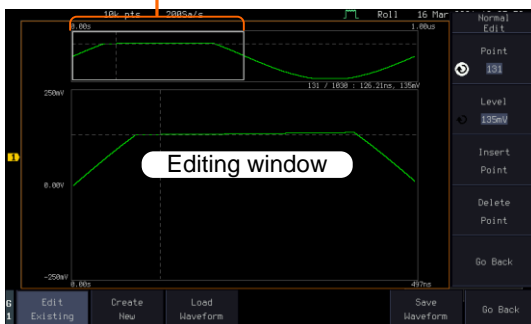 10k pts 200Sa/s Roll 16 Mar
0.00s 1.00us
131 / 1030 : 126.21ns, 135mV
250mV
1
Editing window
0.00V
-250mV
0.00s 497ns
Normal
Edit
Point
131
Level
135mV
Insert
Point
Delete
Point
Go Back
G
1
Edit
Existing
Create
New
Load
Waveform
Save
Waveform
Go Back